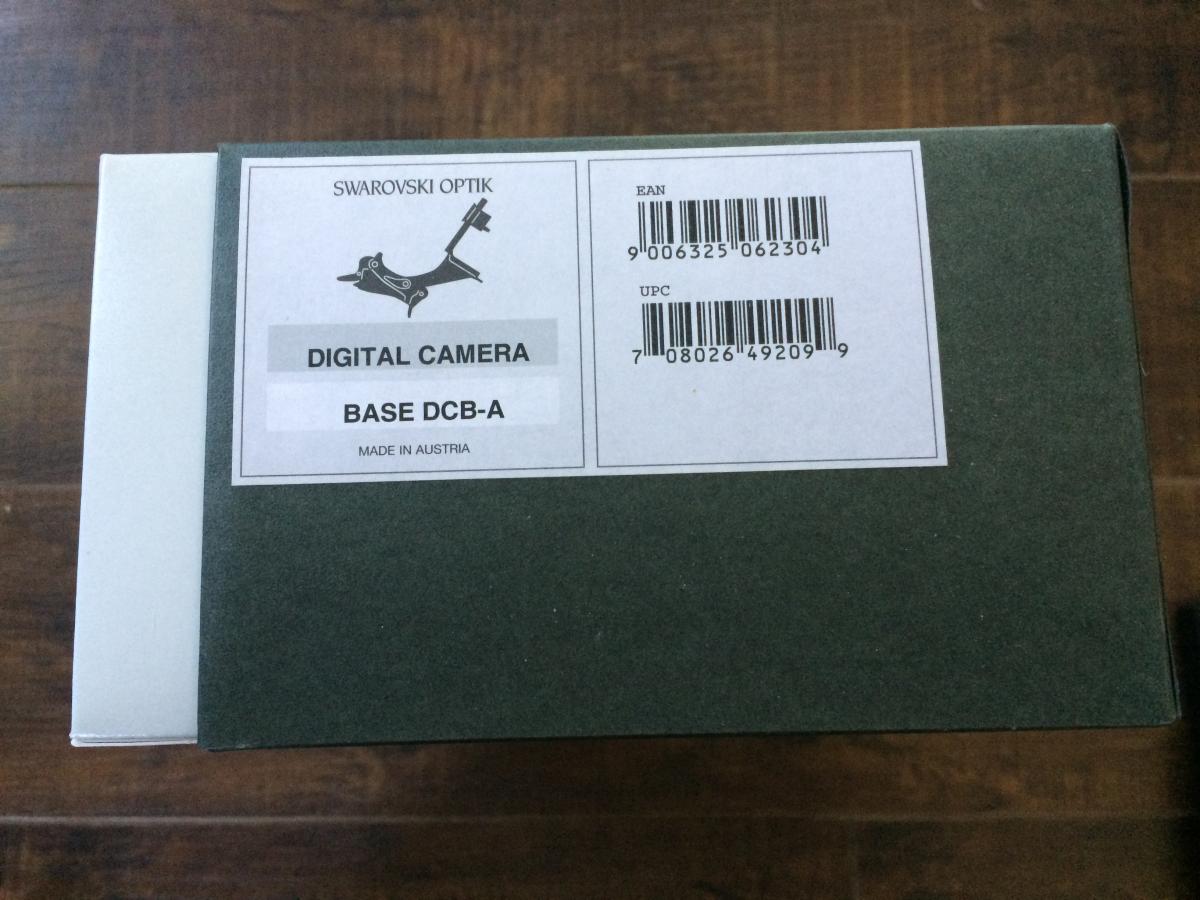 SWAROVSKI OPTIK
DIGITAL CAMERA
BASE DCB-A
MADE IN AUSTRIA
EAN
9 006325 062304
UPC
7 08026 49209 9